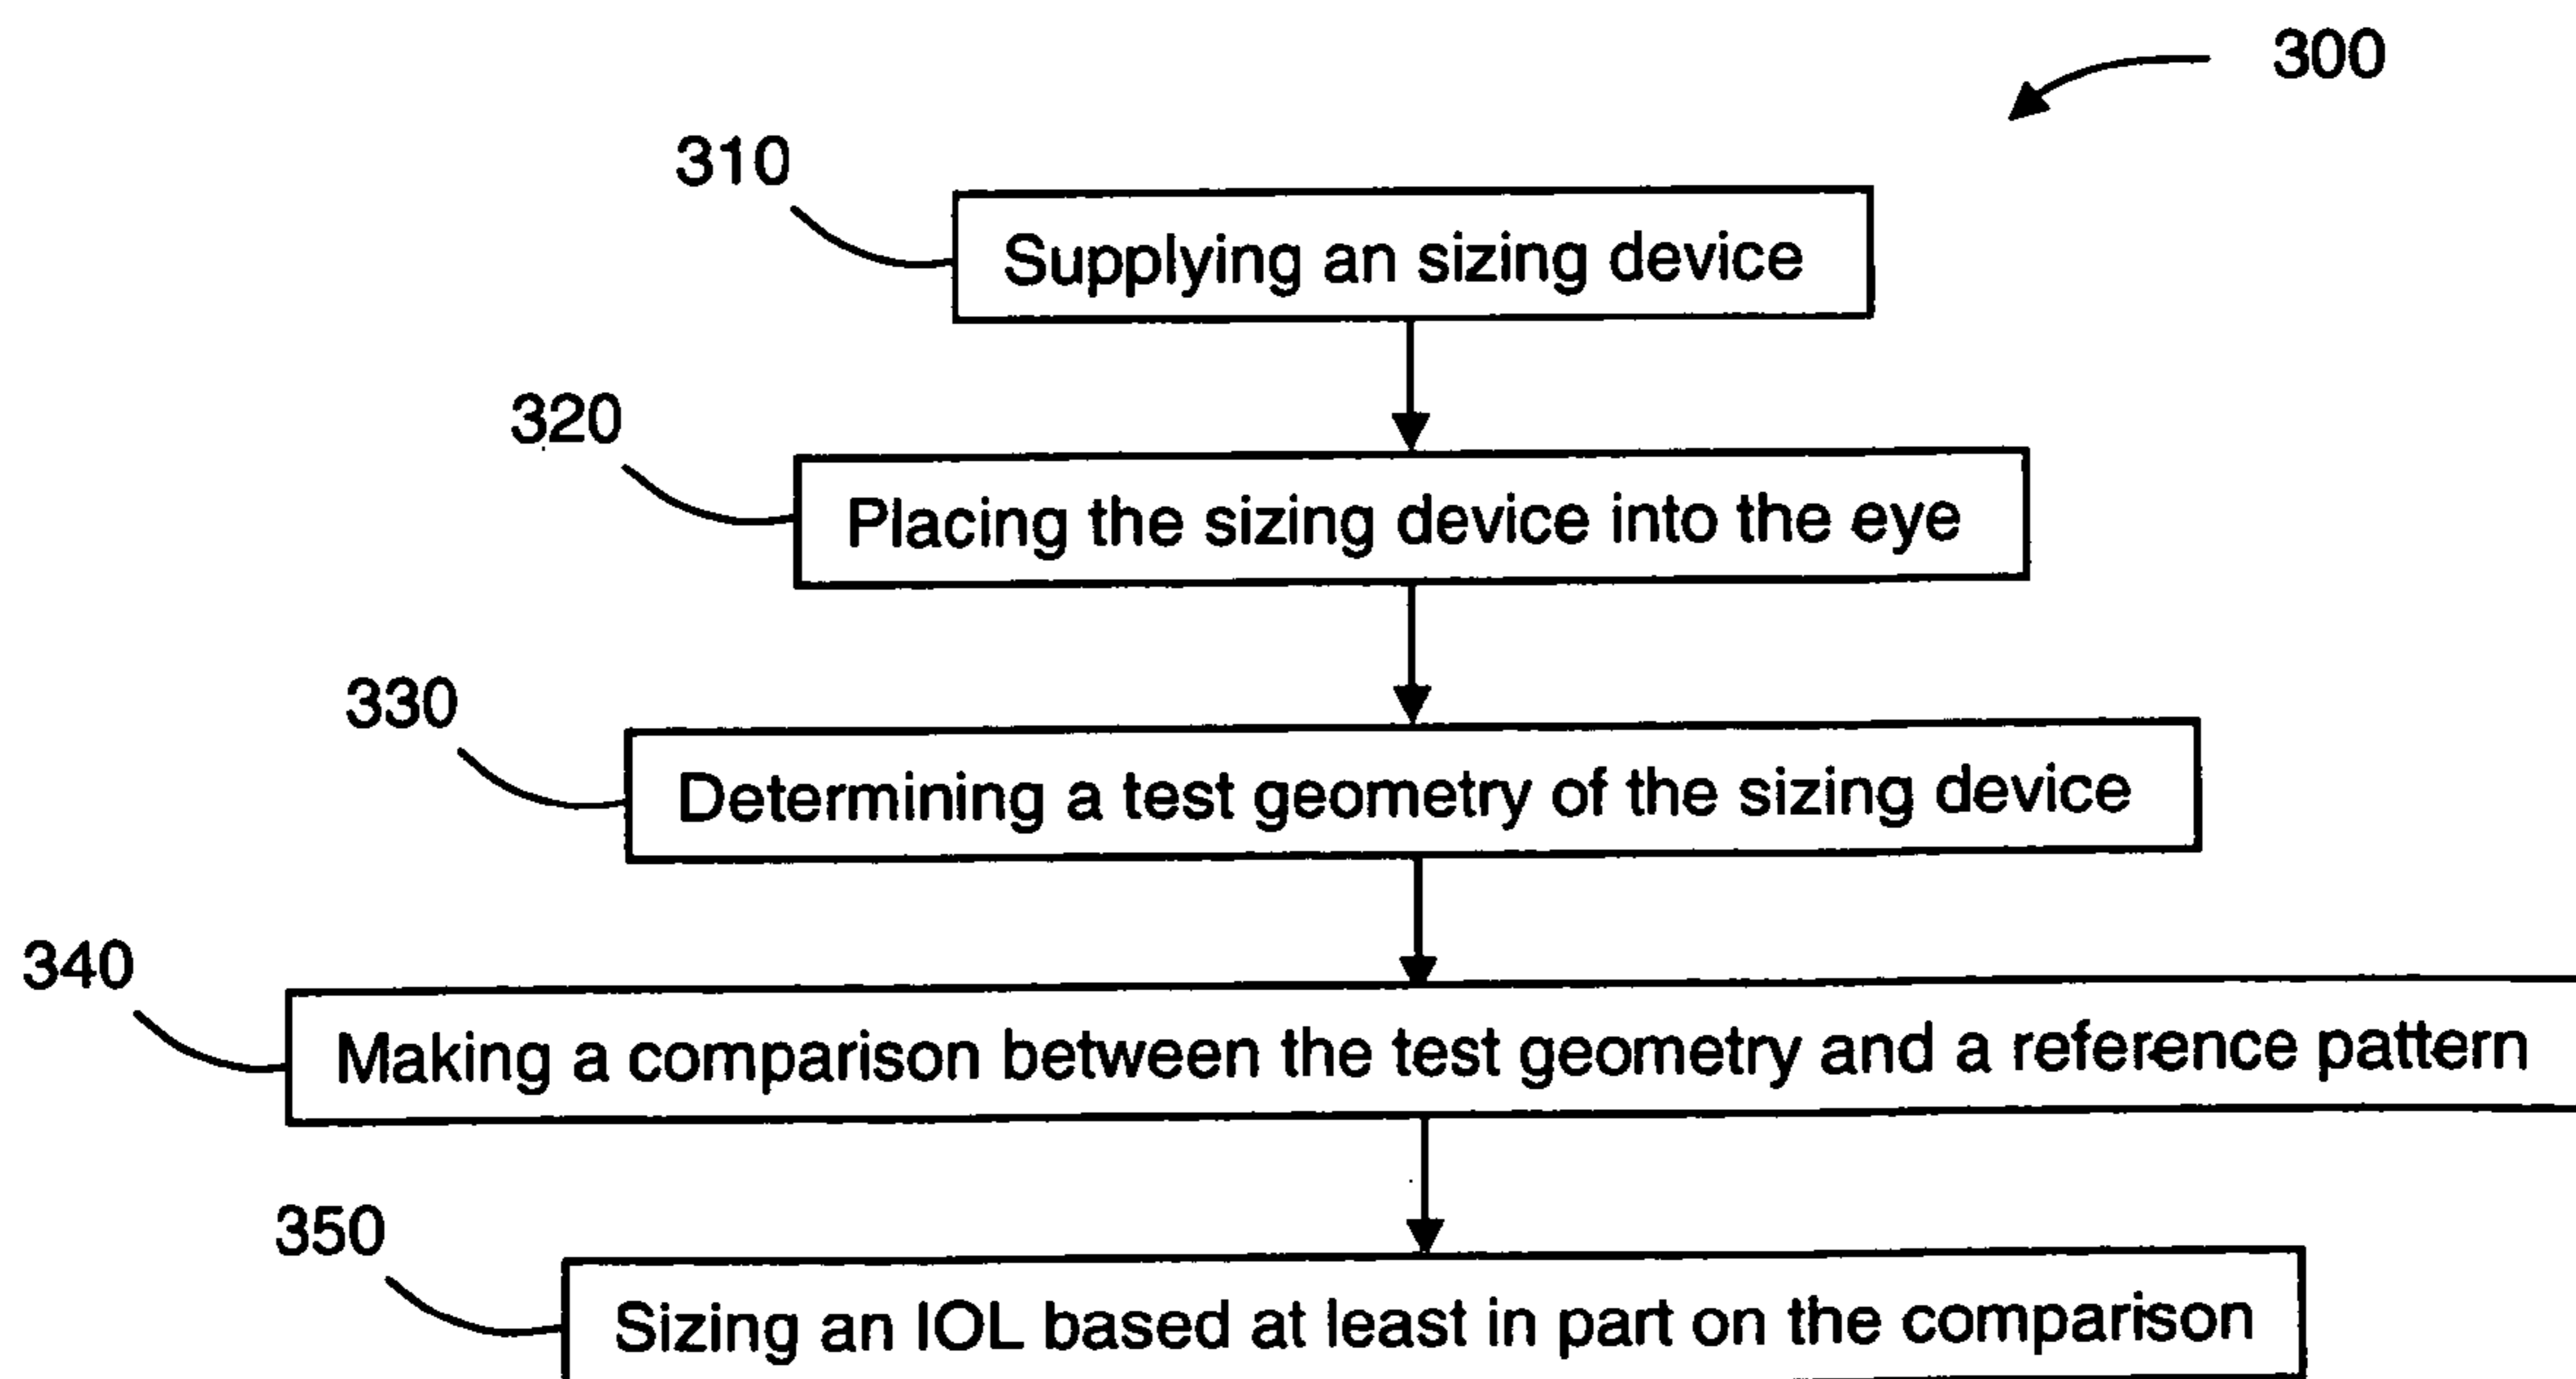 300
310
Supplying an sizing device
320
Placing the sizing device into the eye
330
Determining a test geometry of the sizing device
340
Making a comparison between the test geometry and a reference pattern
350
Sizing an IOL based at least in part on the comparison